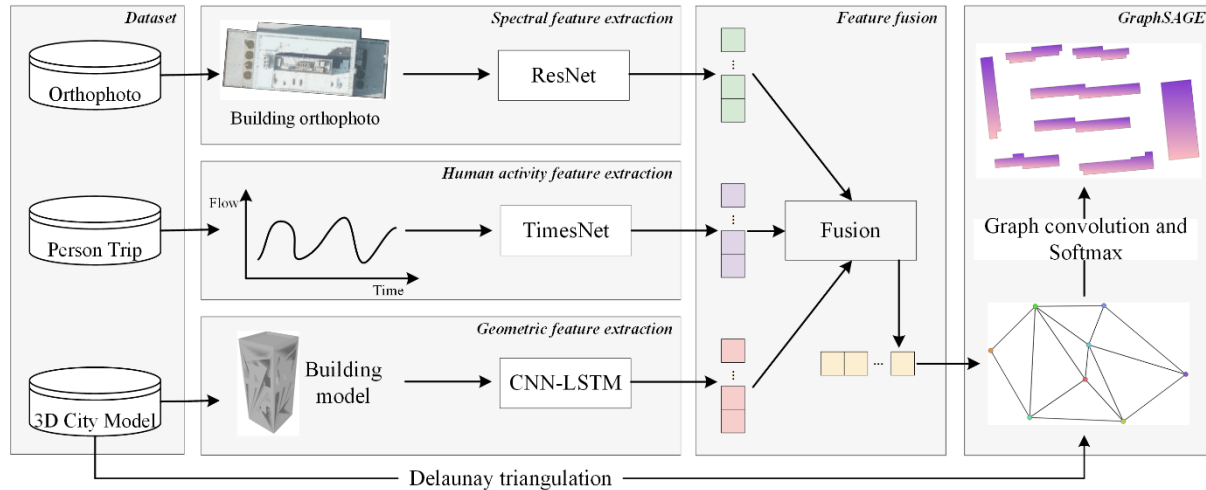 Dataset
Spectral feature extraction
Feature fusion
GraphSAGE
Orthophoto
Building orthophoto
ResNet
Human activity feature extraction
Person Trip
Flow
Time
TimesNet
Fusion
Graph convolution and
Softmax
Geometric feature extraction
3D City Model
Building
model
CNN-LSTM
...
Delaunay triangulation